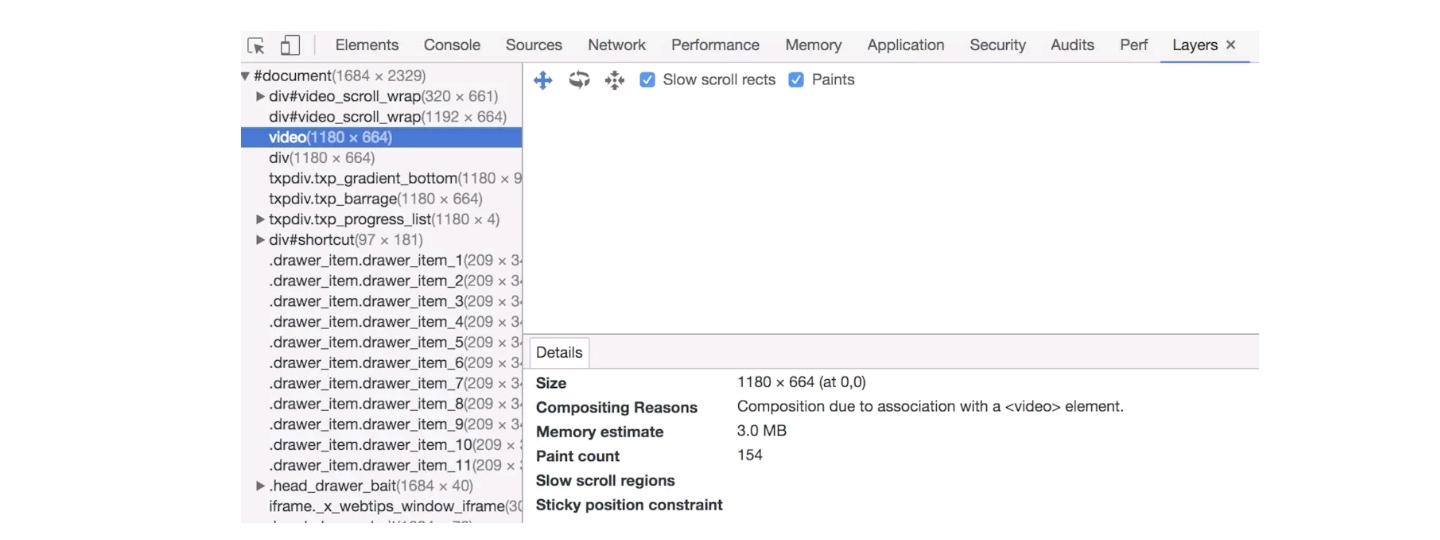 Elements Console Sources Network Performance Memory Application Security Audits Perf Layers ×
#document(1684 × 2329)
Slow scroll rects Paints
div#video_scroll_wrap(320 × 661)
div#video_scroll_wrap(1192 × 664)
video(1180 × 664)
div(1180 × 664)
txpdiv.txp_gradient_bottom(1180 × 9
txpdiv.txp_barrage(1180 × 664)
txpdiv.txp_progress_list(1180 × 4)
div#shortcut(97 × 181)
.drawer_item.drawer_item_1(209 × 3
.drawer_item.drawer_item_2(209 × 3
.drawer_item.drawer_item_3(209 × 3
.drawer_item.drawer_item_4(209 × 3
.drawer_item.drawer_item_5(209 × 3
.drawer_item.drawer_item_6(209 × 3
.drawer_item.drawer_item_7(209 × 3
.drawer_item.drawer_item_8(209 × 3
.drawer_item.drawer_item_9(209 × 3
.drawer_item.drawer_item_10(209 ×
.drawer_item.drawer_item_11(209 ×
.head_drawer_bait(1684 × 40)
iframe._x_webtips_window_iframe(30
Details
Size 1180 × 664 (at 0,0)
Compositing Reasons Composition due to association with a <video> element.
Memory estimate 3.0 MB
Paint count 154
Slow scroll regions
Sticky position constraint